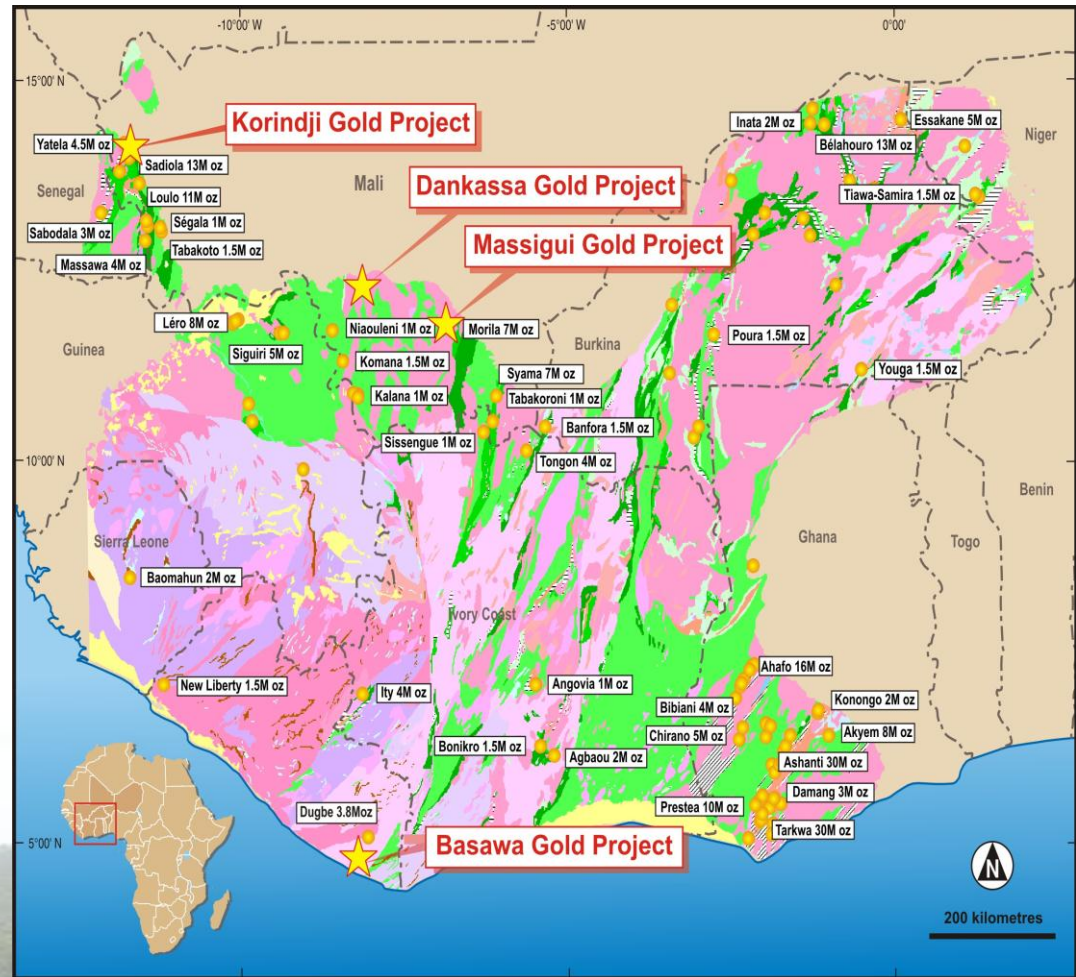 -10°00' W
-5°00' W
0°00'
15°00' N
Korindji Gold Project
Yatela 4.5M oz
Sadiola 13M oz
Senegal
Mali
Loulo 11M oz
Ségala 1M oz
Sabodala 3M oz
Tabakoto 1.5M oz
Massawa 4M oz
Dankassa Gold Project
Massigui Gold Project
Inata 2M oz
Essakane 5M oz
Niger
Bélahouro 13M oz
Tiawa-Samira 1.5M oz
Léro 8M oz
Siguiri 5M oz
Guinea
Niaouleni 1M oz
Morila 7M oz
Burkina
Poura 1.5M oz
Komana 1.5M oz
Syama 7M oz
Youga 1.5M oz
Kalana 1M oz
Tabakoroni 1M oz
Sissengue 1M oz
Banfora 1.5M oz
Tongon 4M oz
10°00' N
Benin
Ghana
Togo
Sierra Leone
Baomahun 2M oz
Ivory Coast
New Liberty 1.5M oz
Ity 4M oz
Angovia 1M oz
Ahafo 16M oz
Bibiani 4M oz
Konongo 2M oz
Chirano 5M oz
Akyem 8M oz
Bonikro 1.5M oz
Agbaou 2M oz
Ashanti 30M oz
Damang 3M oz
Prestea 10M oz
Tarkwa 30M oz
Dugbe 3.8Moz
5°00' N
Basawa Gold Project
N
200 kilometres